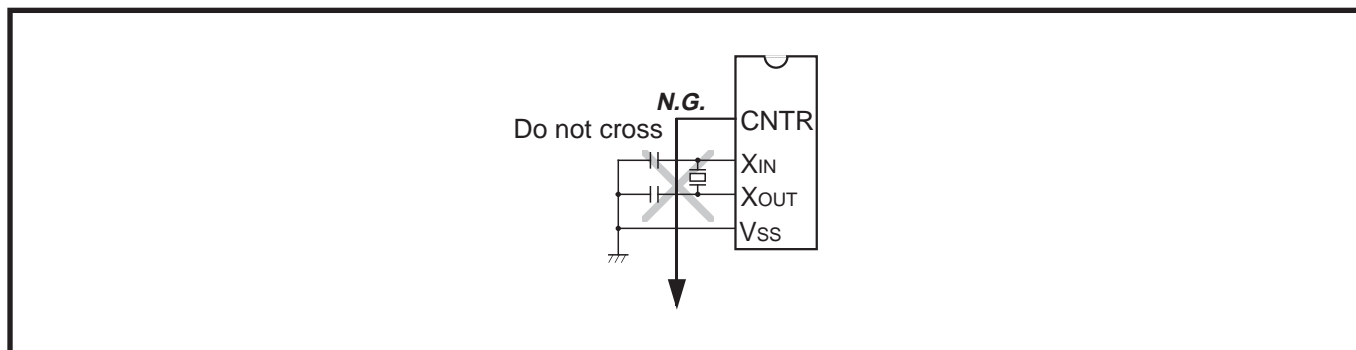 N.G.
Do not cross
CNTR
XIN
XOUT
VSS